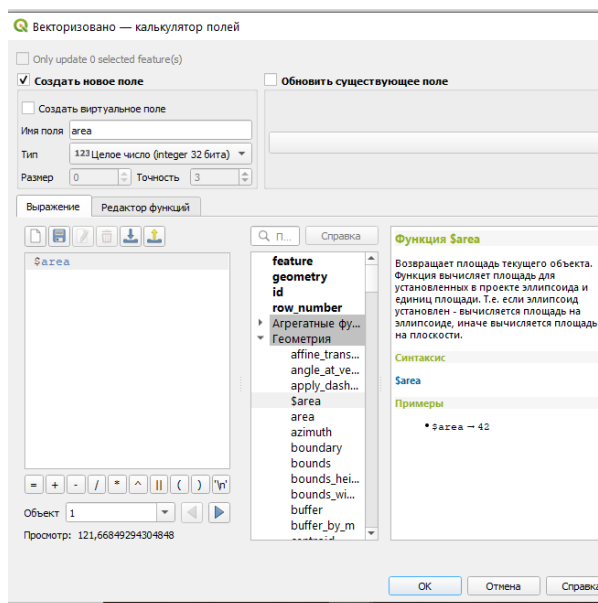 Векторизовано — калькулятор полей
Only update 0 selected feature(s)
Создать новое поле
Обновить существующее поле
Создать виртуальное поле
Имя поля area
Тип 123 Целое число (integer 32 бита)
Размер 0 Точность 3
Выражение Редактор функций
$area
= + - / * ^ || ( ) '\n'
Объект 1
Просмотр: 121,66849294304848
П... Справка
feature
geometry
id
row_number
Агрегатные фу...
Геометрия
affine_trans...
angle_at_ve...
apply_dash...
$area
area
azimuth
boundary
bounds
bounds_hei...
bounds_wi...
buffer
buffer_by_m
Функция $area
Возвращает площадь текущего объекта.
Функция вычисляет площадь для
установленных в проекте эллипсоида и
единиц площади. Т.е. если эллипсоид
установлен - вычисляется площадь на
эллипсоиде, иначе вычисляется площадь
на плоскости.
Синтаксис
$area
Примеры
• $area → 42
OK Отмена Справка